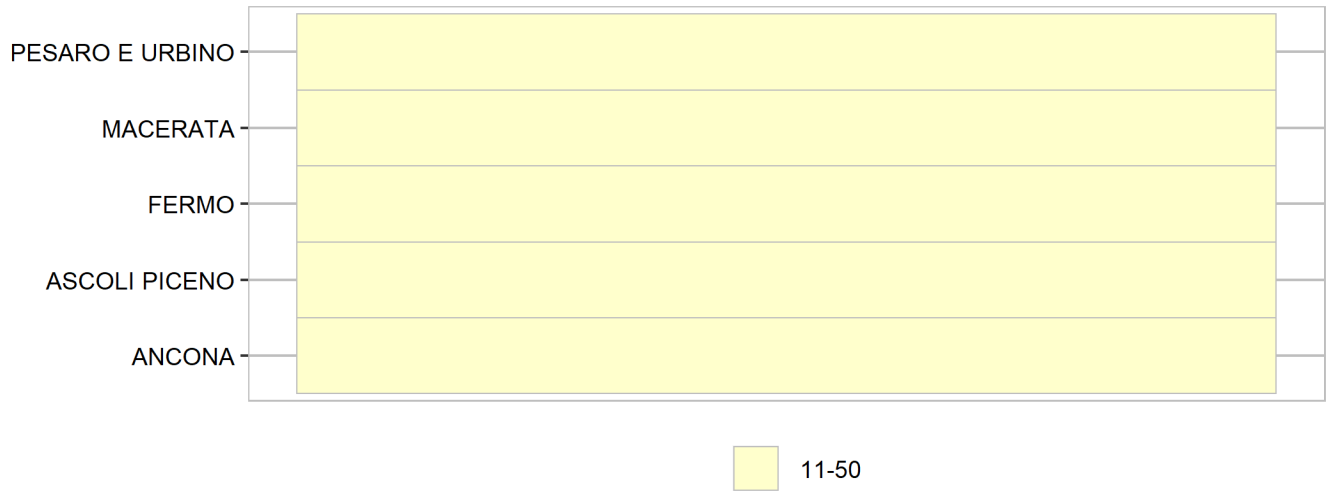 PESARO E URBINO
MACERATA
FERMO
ASCOLI PICENO
ANCONA
11-50